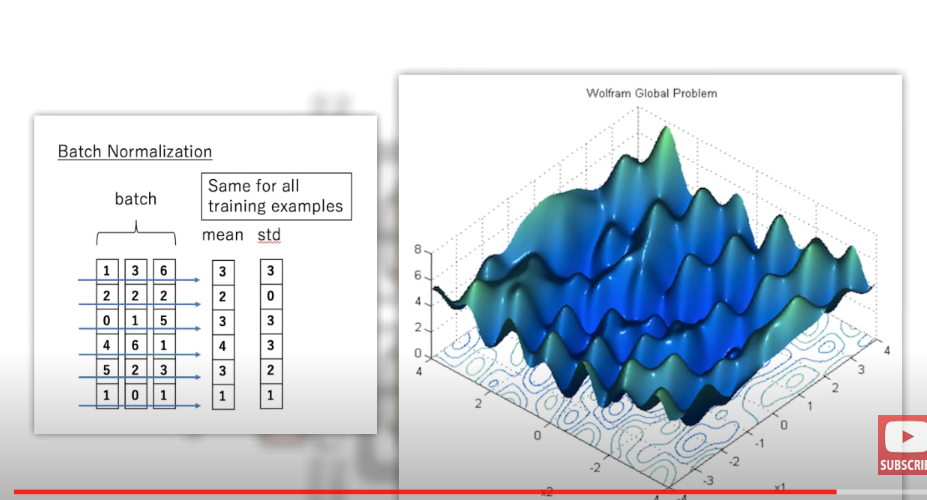 Batch Normalization
batch
Same for all
training examples
mean std
1 3 6 3 3
2 2 2 2 0
0 1 5 3 3
4 6 1 4 3
5 2 3 3 2
1 0 1 1 1
Wolfram Global Problem
8
6
4
2
0
4
2
0
-2
-4
x2
4
3
2
1
0
-1
-2
-3
-4
x1
SUBSCRI